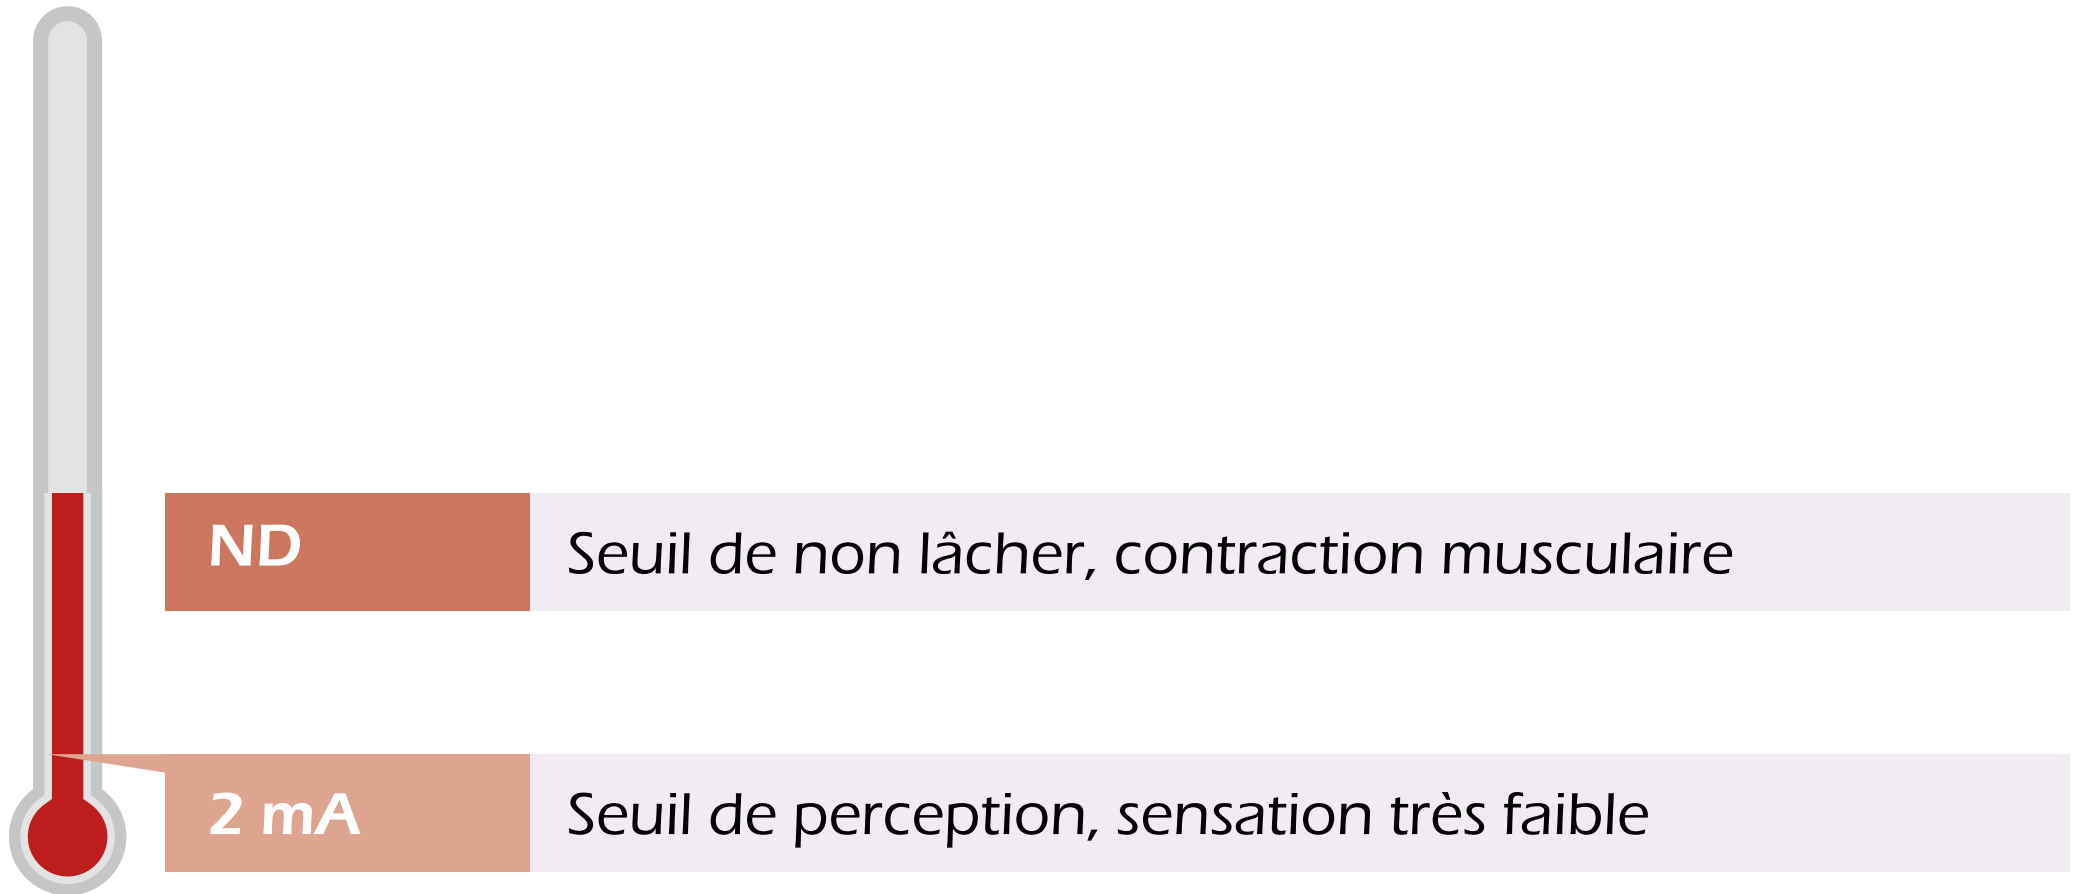 ND Seuil de non lâcher, contraction musculaire
2 mA Seuil de perception, sensation très faible